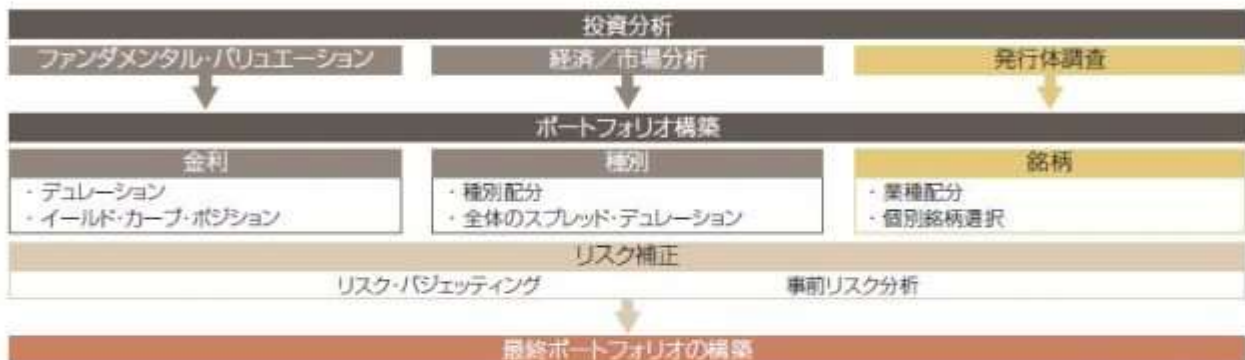 投資分析
ファンダメンタル・バリュエーション
経済／市場分析
発行体調査
ポートフォリオ構築
金利
種別
銘柄
・デュレーション
・イールド・カーブ・ポジション
・種別配分
・全体のスプレッド・デュレーション
・業種配分
・個別銘柄選択
リスク補正
リスク・バジェッティング
事前リスク分析
最終ポートフォリオの構築